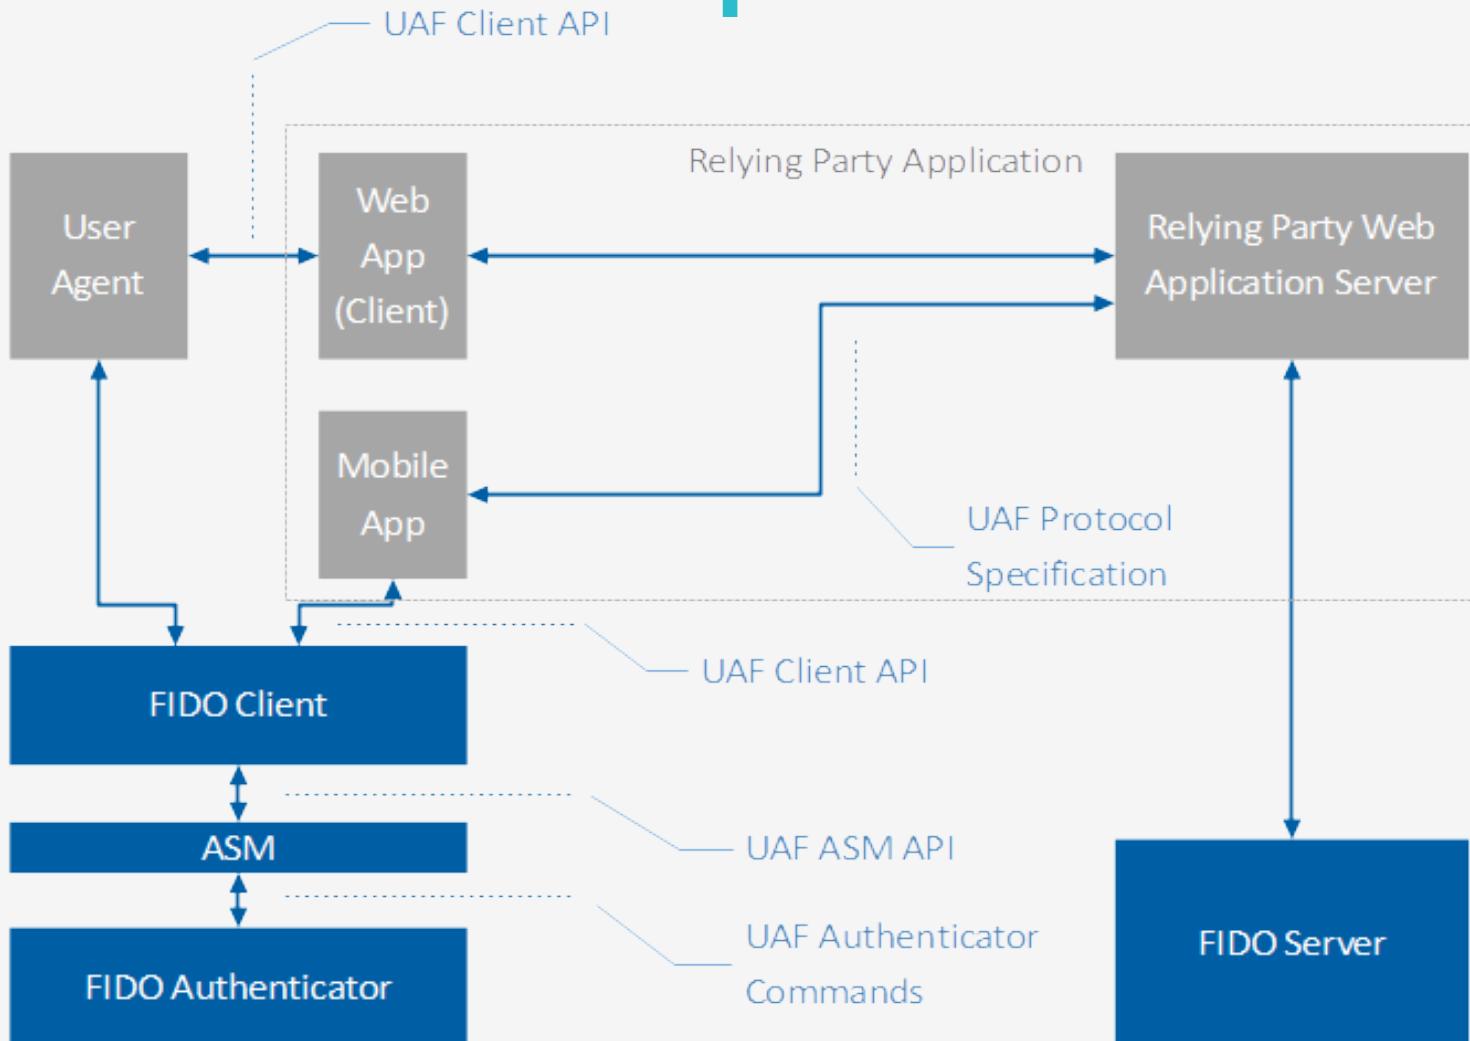 UAF Client API
Relying Party Application
User
Agent
Web
App
(Client)
Relying Party Web
Application Server
Mobile
App
UAF Protocol
Specification
UAF Client API
FIDO Client
ASM
UAF ASM API
UAF Authenticator
Commands
FIDO Authenticator
FIDO Server